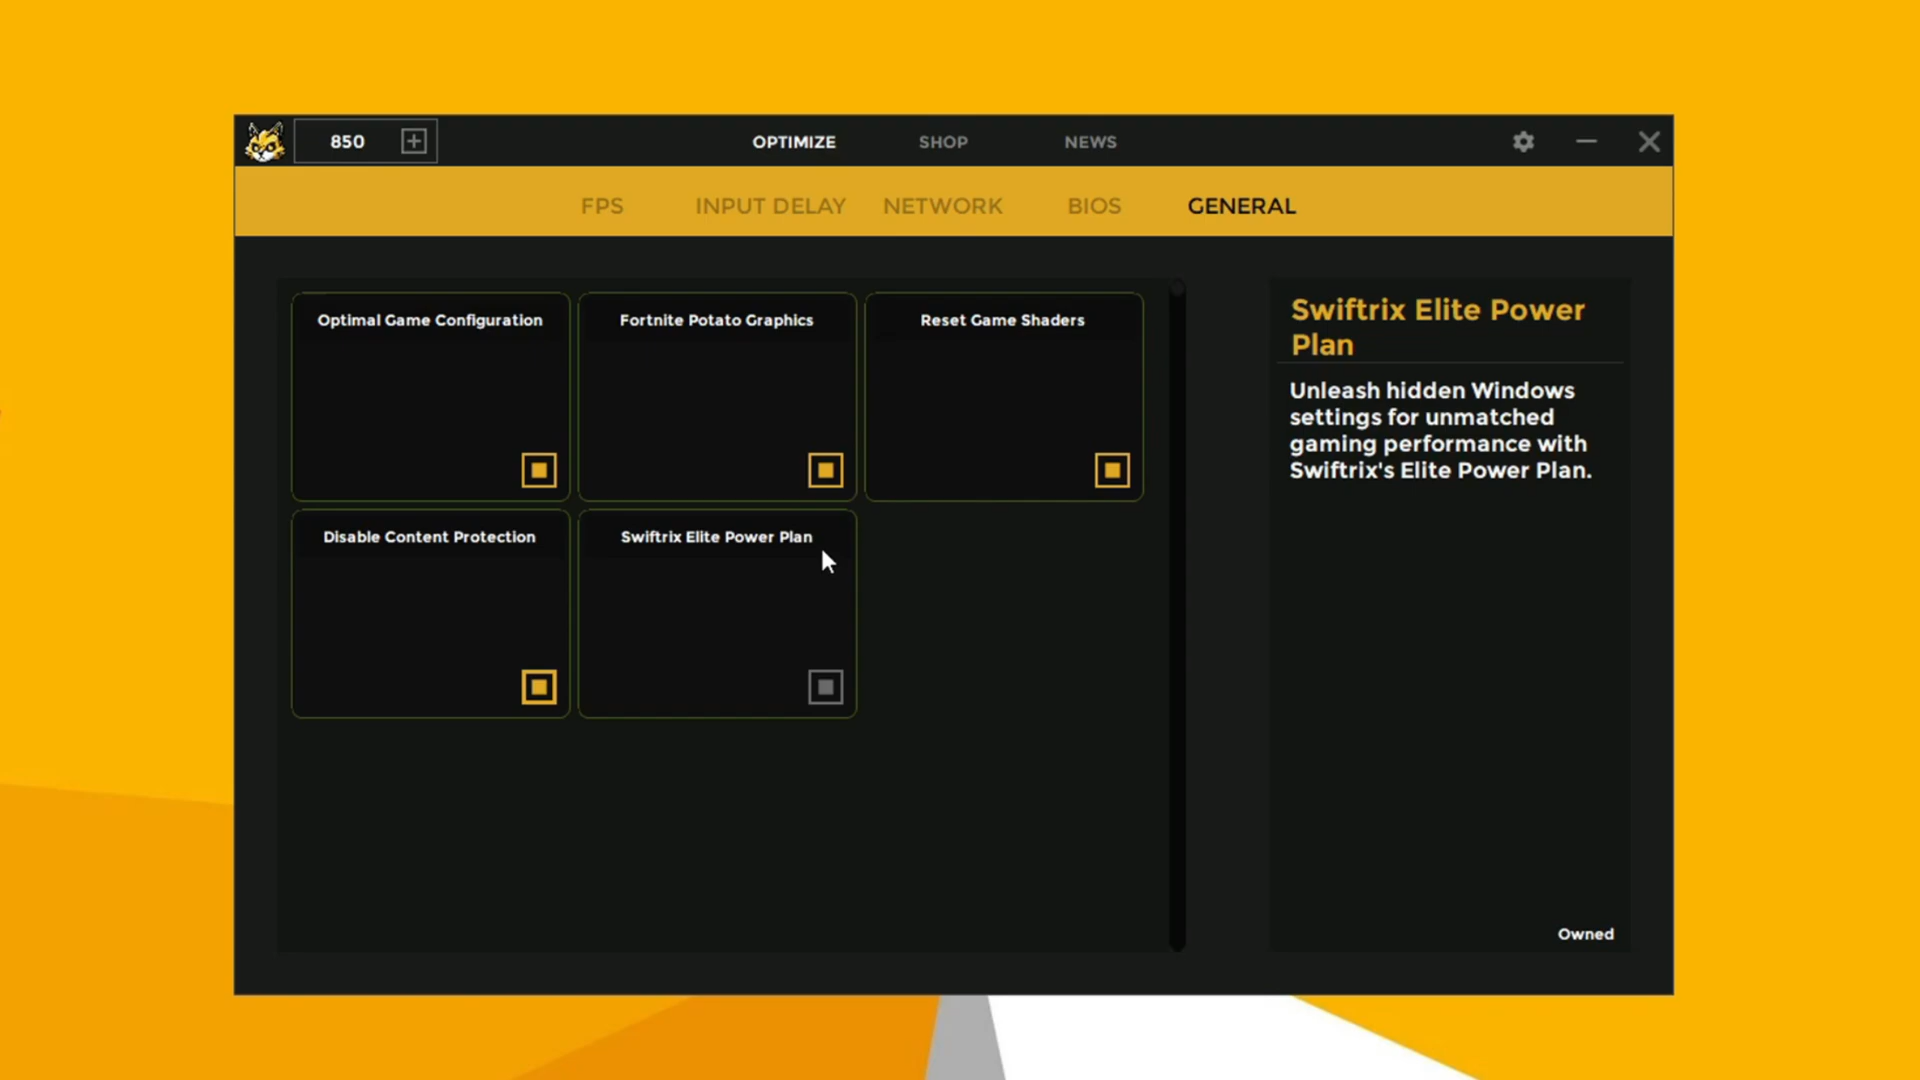 850
OPTIMIZE
SHOP
NEWS
FPS
INPUT DELAY
NETWORK
BIOS
GENERAL
Optimal Game Configuration
Fortnite Potato Graphics
Reset Game Shaders
Disable Content Protection
Swiftrix Elite Power Plan
Swiftrix Elite Power
Plan
Unleash hidden Windows
settings for unmatched
gaming performance with
Swiftrix's Elite Power Plan.
Owned